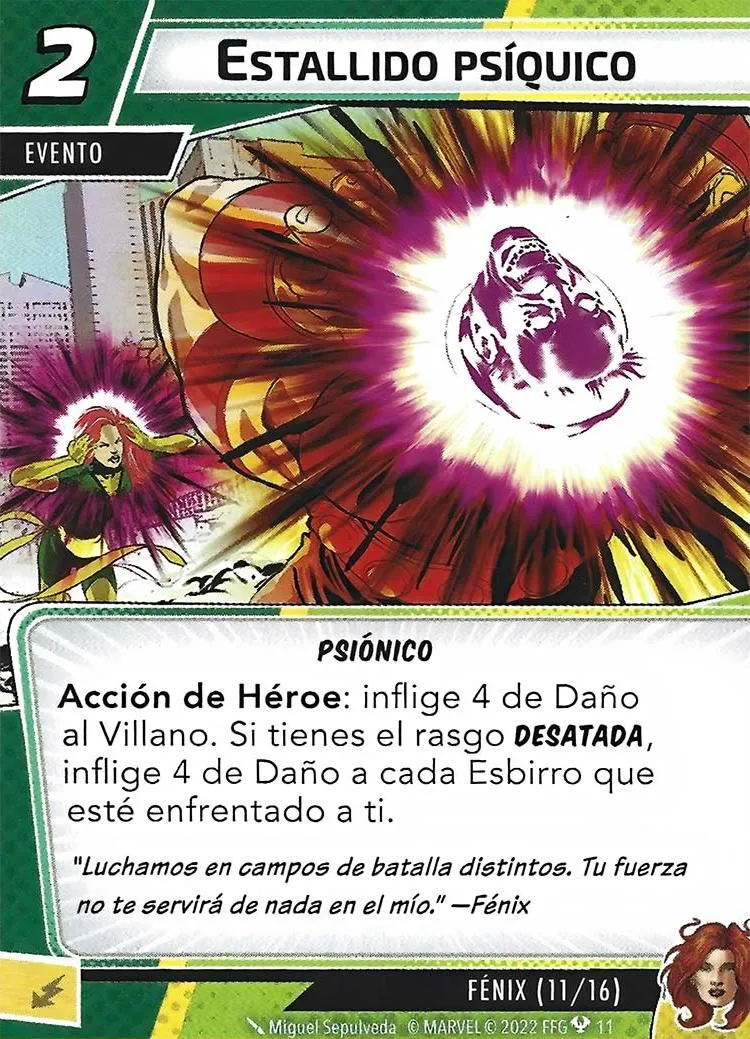 2
ESTALLIDO PSÍQUICO
EVENTO
PSIÓNICO
Acción de Héroe: inflige 4 de Daño
al Villano. Si tienes el rasgo DESATADA,
inflige 4 de Daño a cada Esbirro que
esté enfrentado a ti.
"Luchamos en campos de batalla distintos. Tu fuerza
no te servirá de nada en el mío." —Fénix
FÉNIX (11/16)
Miguel Sepulveda © MARVEL © 2022 FFG 11